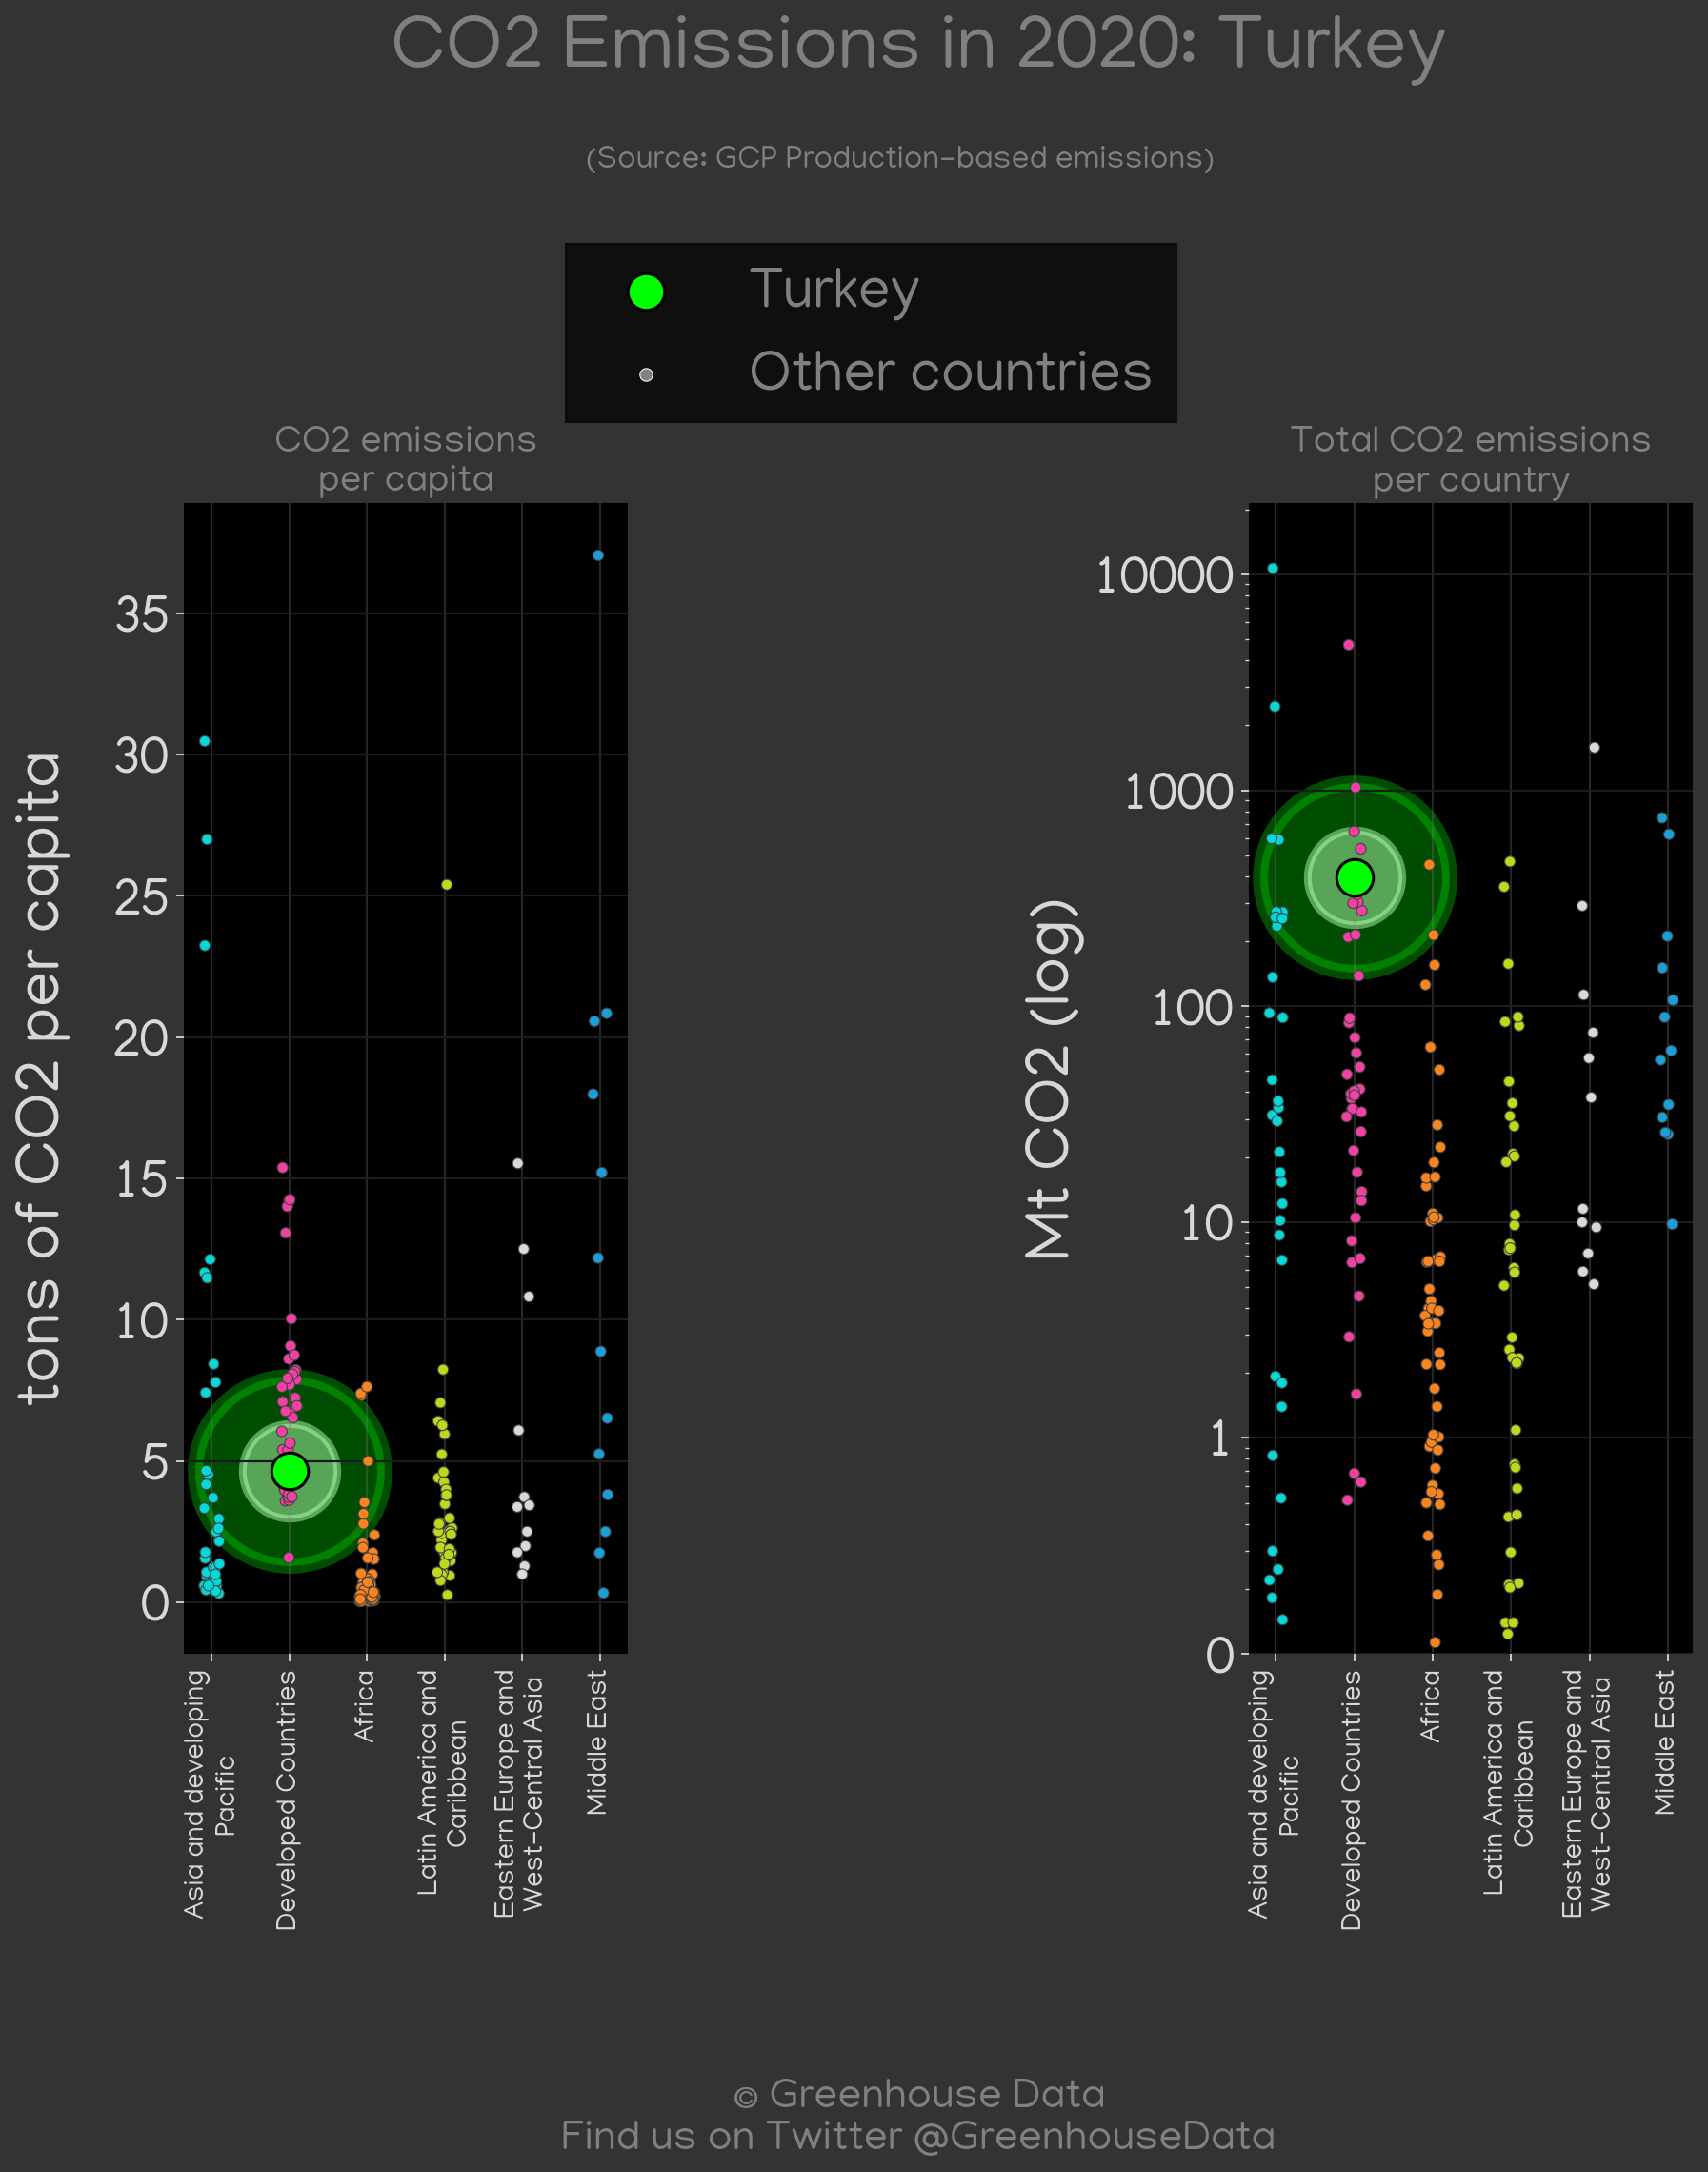 CO2 Emissions in 2020: Turkey
(Source: GCP Production-based emissions)
Turkey
Other countries
CO2 emissions
per capita
tons of CO2 per capita
35
30
25
20
15
10
5
0
Asia and developing
Pacific
Developed Countries
Africa
Latin America and
Caribbean
Eastern Europe and
West-Central Asia
Middle East
Total CO2 emissions
per country
Mt CO2 (log)
10000
1000
100
10
1
0
Asia and developing
Pacific
Developed Countries
Africa
Latin America and
Caribbean
Eastern Europe and
West-Central Asia
Middle East
© Greenhouse Data
Find us on Twitter @GreenhouseData